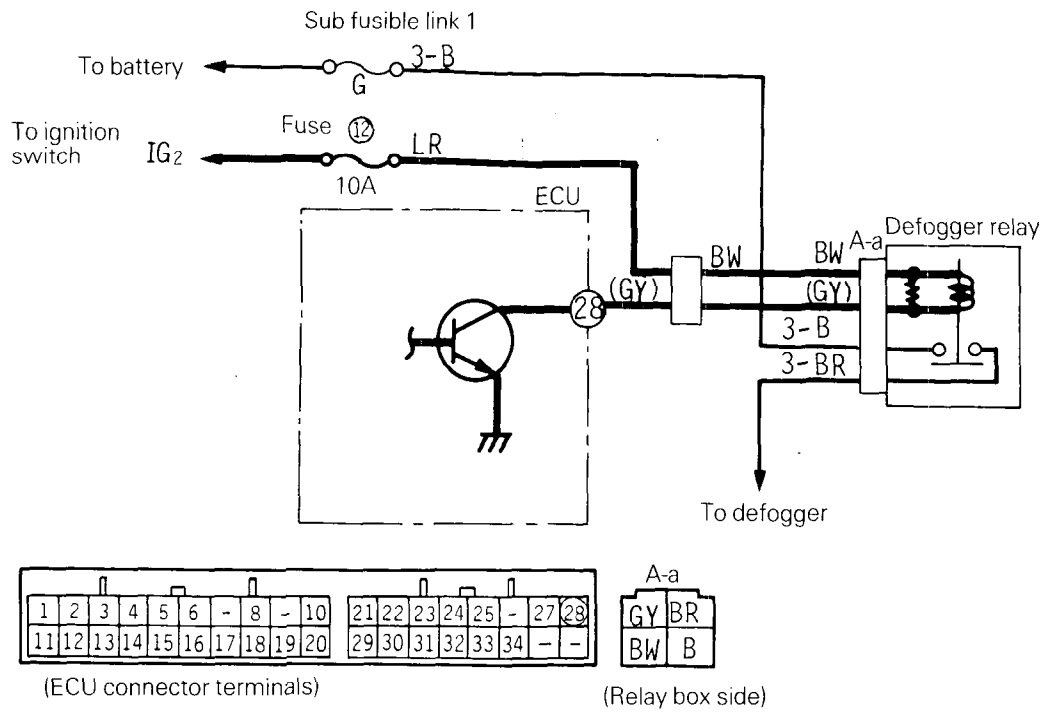 Sub fusible link 1
To battery
3-B
G
To ignition
switch
IG2
Fuse 12
LR
10A
ECU
Defogger relay
A-a
BW
BW
(GY)
(GY)
28
3-B
3-BR
To defogger
1 2 3 4 5 6 - 8 - 10 21 22 23 24 25 - 27 28
11 12 13 14 15 16 17 18 19 20 29 30 31 32 33 34 - -
(ECU connector terminals)
A-a
GY BR
BW B
(Relay box side)